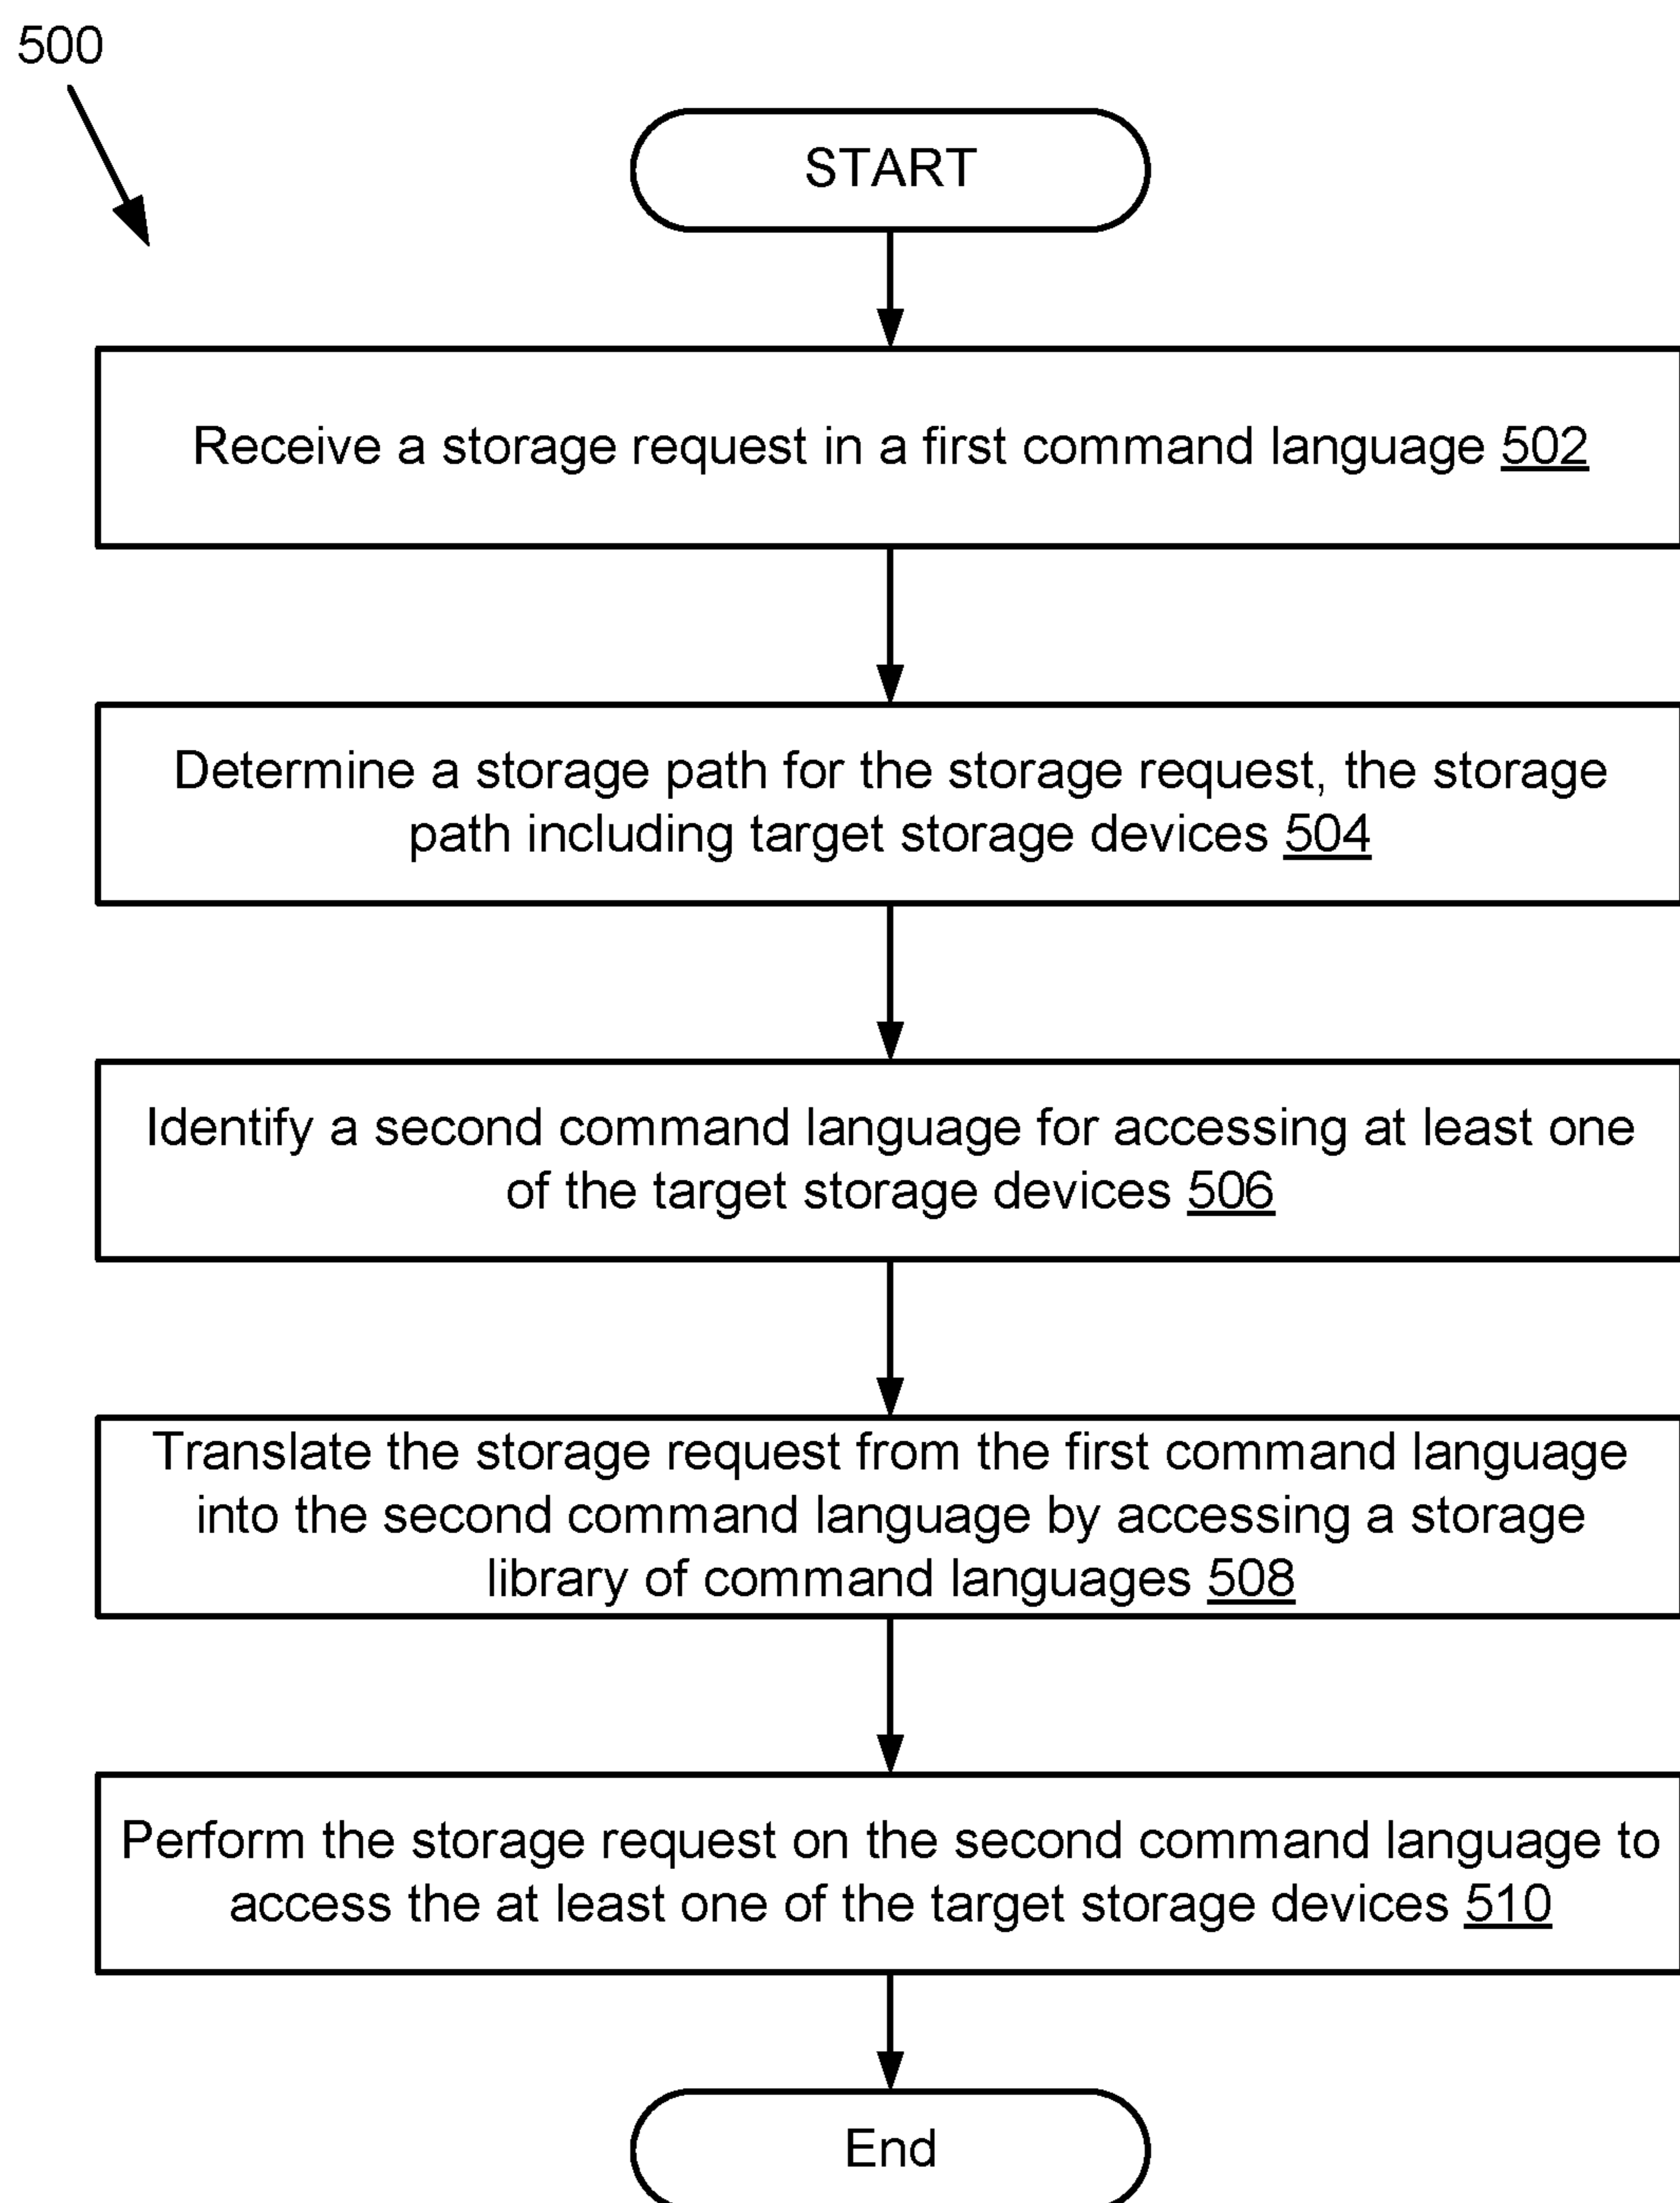 500
START
Receive a storage request in a first command language 502
Determine a storage path for the storage request, the storage
path including target storage devices 504
Identify a second command language for accessing at least one
of the target storage devices 506
Translate the storage request from the first command language
into the second command language by accessing a storage
library of command languages 508
Perform the storage request on the second command language to
access the at least one of the target storage devices 510
End